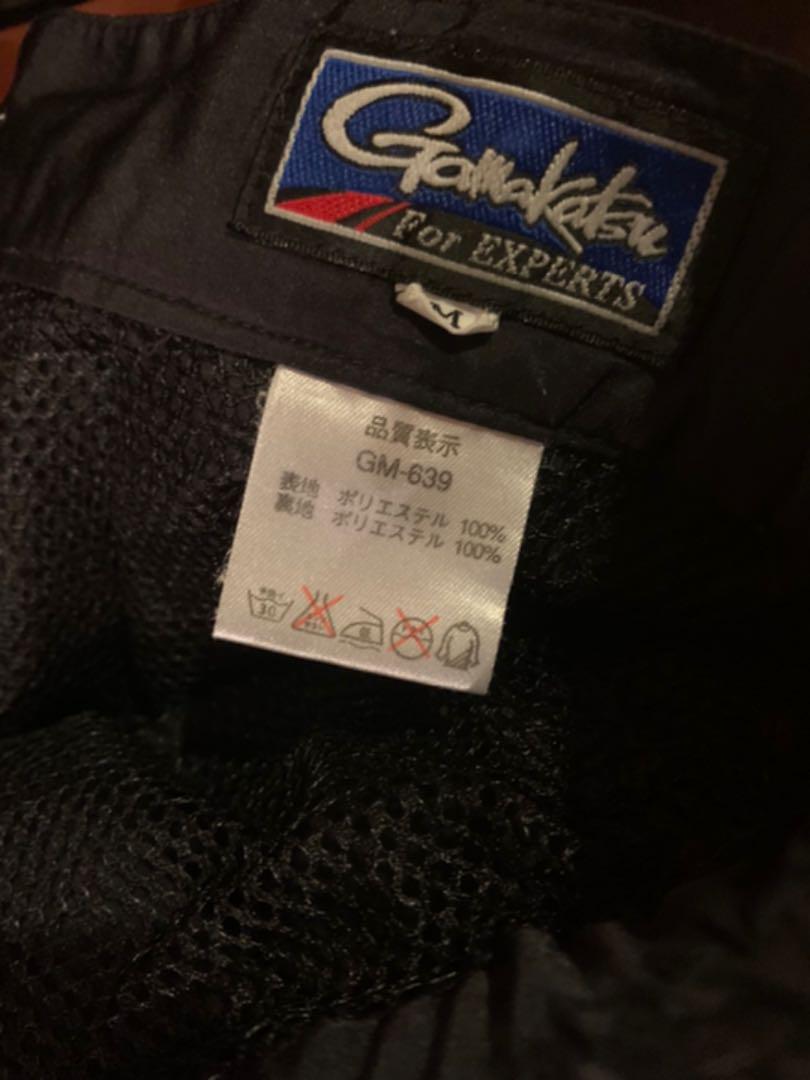 Gamakatsu
For EXPERTS
M
品質表示
GM-639
表地 ポリエステル 100%
裏地 ポリエステル 100%
30